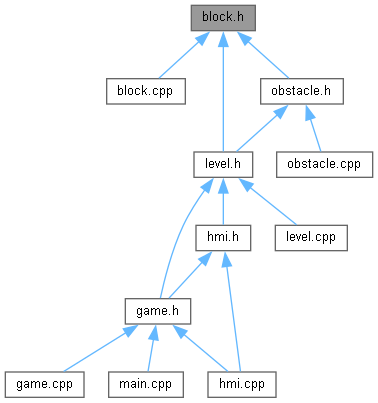 block.h
block.cpp
obstacle.h
level.h
obstacle.cpp
hmi.h
level.cpp
game.h
game.cpp
main.cpp
hmi.cpp